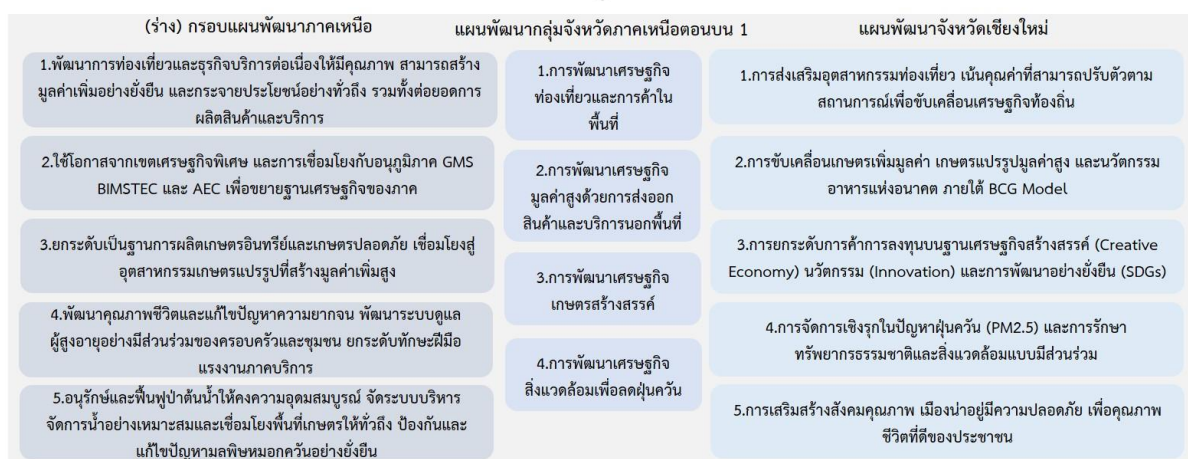 (ร่าง) กรอบแผนพัฒนาภาคเหนือ
1.พัฒนาการท่องเที่ยวและธุรกิจบริการต่อเนื่องให้มีคุณภาพ สามารถสร้าง
มูลค่าเพิ่มอย่างยั่งยืน และกระจายประโยชน์อย่างทั่วถึง รวมทั้งต่อยอดการ
ผลิตสินค้าและบริการ
2.ใช้โอกาสจากเขตเศรษฐกิจพิเศษ และการเชื่อมโยงกับอนุภูมิภาค GMS
BIMSTEC และ AEC เพื่อขยายฐานเศรษฐกิจของภาค
3.ยกระดับเป็นฐานการผลิตเกษตรอินทรีย์และเกษตรปลอดภัย เชื่อมโยงสู่
อุตสาหกรรมเกษตรแปรรูปที่สร้างมูลค่าเพิ่มสูง
4.พัฒนาคุณภาพชีวิตและแก้ไขปัญหาความยากจน พัฒนาระบบดูแล
ผู้สูงอายุอย่างมีส่วนร่วมของครอบครัวและชุมชน ยกระดับทักษะฝีมือ
แรงงานภาคบริการ
5.อนุรักษ์และฟื้นฟูป่าต้นน้ำให้คงความอุดมสมบูรณ์ จัดระบบบริหาร
จัดการน้ำอย่างเหมาะสมและเชื่อมโยงพื้นที่เกษตรให้ทั่วถึง ป้องกันและ
แก้ไขปัญหามลพิษหมอกควันอย่างยั่งยืน
แผนพัฒนากลุ่มจังหวัดภาคเหนือตอนบน 1
1.การพัฒนาเศรษฐกิจ
ท่องเที่ยวและการค้าใน
พื้นที่
2.การพัฒนาเศรษฐกิจ
มูลค่าสูงด้วยการส่งออก
สินค้าและบริการนอกพื้นที่
3.การพัฒนาเศรษฐกิจ
เกษตรสร้างสรรค์
4.การพัฒนาเศรษฐกิจ
สิ่งแวดล้อมเพื่อลดฝุ่นควัน
แผนพัฒนาจังหวัดเชียงใหม่
1.การส่งเสริมอุตสาหกรรมท่องเที่ยว เน้นคุณค่าที่สามารถปรับตัวตาม
สถานการณ์เพื่อขับเคลื่อนเศรษฐกิจท้องถิ่น
2.การขับเคลื่อนเกษตรเพิ่มมูลค่า เกษตรแปรรูปมูลค่าสูง และนวัตกรรม
อาหารแห่งอนาคต ภายใต้ BCG Model
3.การยกระดับการค้าการลงทุนบนฐานเศรษฐกิจสร้างสรรค์ (Creative
Economy) นวัตกรรม (Innovation) และการพัฒนาอย่างยั่งยืน (SDGs)
4.การจัดการเชิงรุกในปัญหาฝุ่นควัน (PM2.5) และการรักษา
ทรัพยากรธรรมชาติและสิ่งแวดล้อมแบบมีส่วนร่วม
5.การเสริมสร้างสังคมคุณภาพ เมืองน่าอยู่มีความปลอดภัย เพื่อคุณภาพ
ชีวิตที่ดีของประชาชน